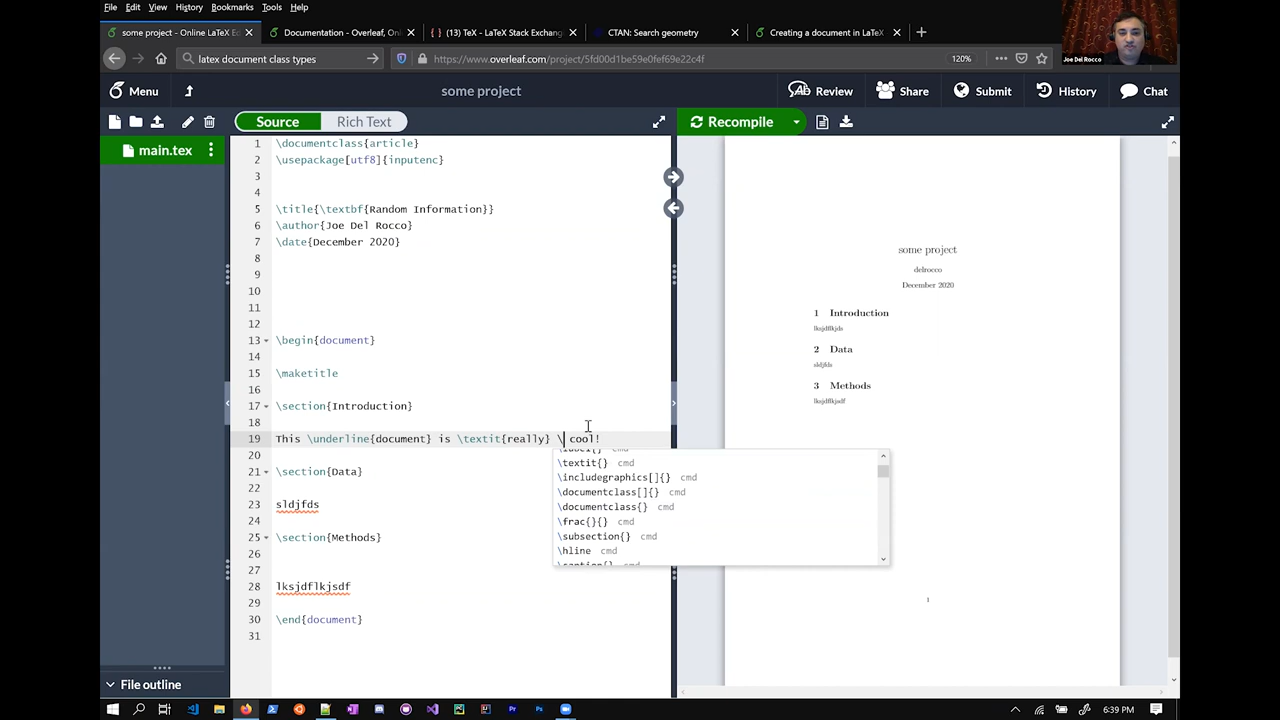 File Edit View History Bookmarks Tools Help
some project - Online LaTeX Ed
Documentation - Overleaf, Onl
(13) TeX - LaTeX Stack Exchang
CTAN: Search geometry
Creating a document in LaTeX
Joe Del Rocco
latex document class types
https://www.overleaf.com/project/5fd00d1be59e0fef69e22c4f
120%
Menu
some project
Review
Share
Submit
History
Chat
Source
Rich Text
Recompile
main.tex
1 \documentclass{article}
2 \usepackage[utf8]{inputenc}
3
4
5 \title{\textbf{Random Information}}
6 \author{Joe Del Rocco}
7 \date{December 2020}
8
9
10
11
12
13 \begin{document}
14
15 \maketitle
16
17 \section{Introduction}
18
19 This \underline{document} is \textit{really} \ cool!
20
21 \section{Data}
22
23 sldjfds
24
25 \section{Methods}
26
27
28 lksjdflkjsdf
29
30 \end{document}
31
\label{} cmd
\textit{} cmd
\includegraphics[]{} cmd
\documentclass[]{} cmd
\documentclass{} cmd
\frac{}{} cmd
\subsection{} cmd
\hline cmd
\caption{} cmd
some project
delrocco
December 2020
1 Introduction
2 Data
sldjfds
3 Methods
1
File outline
6:39 PM